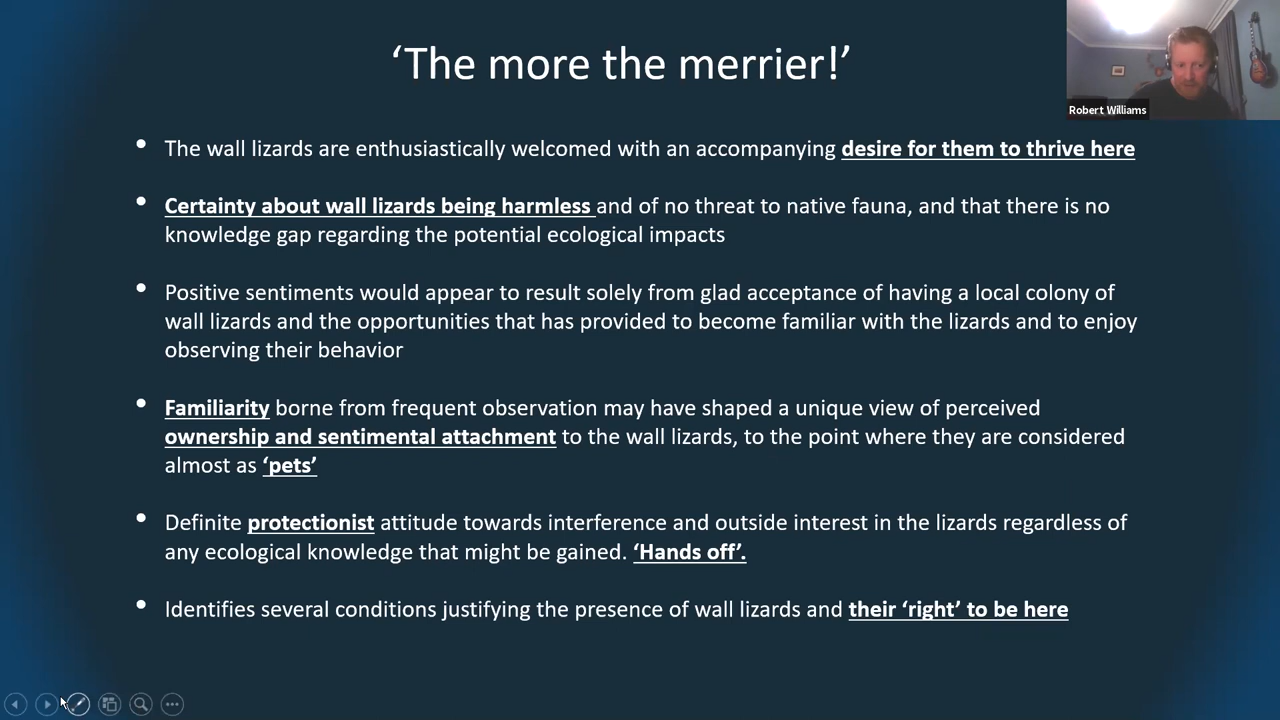 ‘The more the merrier!’
Robert Williams
• The wall lizards are enthusiastically welcomed with an accompanying desire for them to thrive here
• Certainty about wall lizards being harmless and of no threat to native fauna, and that there is no
knowledge gap regarding the potential ecological impacts
• Positive sentiments would appear to result solely from glad acceptance of having a local colony of
wall lizards and the opportunities that has provided to become familiar with the lizards and to enjoy
observing their behavior
• Familiarity borne from frequent observation may have shaped a unique view of perceived
ownership and sentimental attachment to the wall lizards, to the point where they are considered
almost as ‘pets’
• Definite protectionist attitude towards interference and outside interest in the lizards regardless of
any ecological knowledge that might be gained. ‘Hands off’.
• Identifies several conditions justifying the presence of wall lizards and their ‘right’ to be here